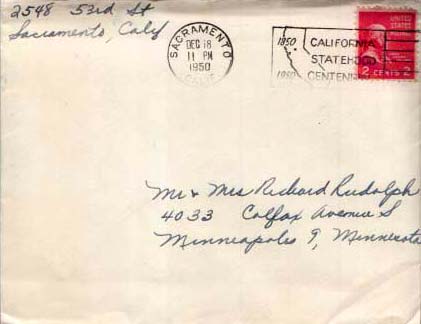 2548 53rd St
Sacramento, Calif
SACRAMENTO
CALIF.
DEC 18
11 PM
1950
1850
1950
CALIFORNIA
STATEHOOD
CENTENNIAL
UNITED
STATES
2 CENTS 2
Mr & Mrs Richard Rudolph
4033 Colfax Avenue S
Minneapolis 9, Minnesota